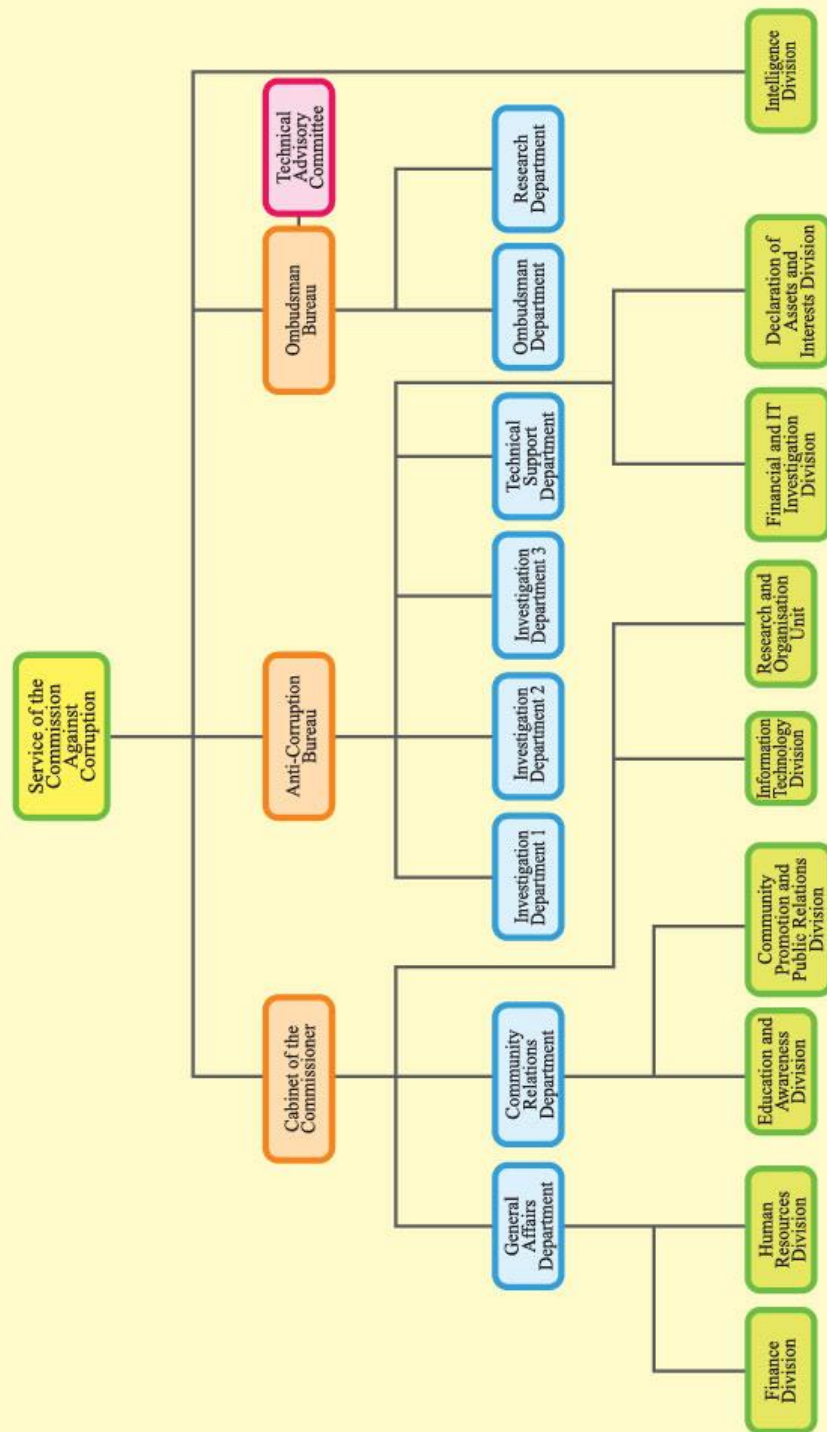 Service of the
Commission
Against
Corruption
Cabinet of the
Commissioner
Anti-Corruption
Bureau
Ombudsman
Bureau
Technical
Advisory
Committee
General
Affairs
Department
Community
Relations
Department
Investigation
Department 1
Investigation
Department 2
Investigation
Department 3
Technical
Support
Department
Ombudsman
Department
Research
Department
Finance
Division
Human
Resources
Division
Education and
Awareness
Division
Community
Promotion and
Public Relations
Division
Information
Technology
Division
Research and
Organisation
Unit
Financial and IT
Investigation
Division
Declaration of
Assets and
Interests Division
Intelligence
Division